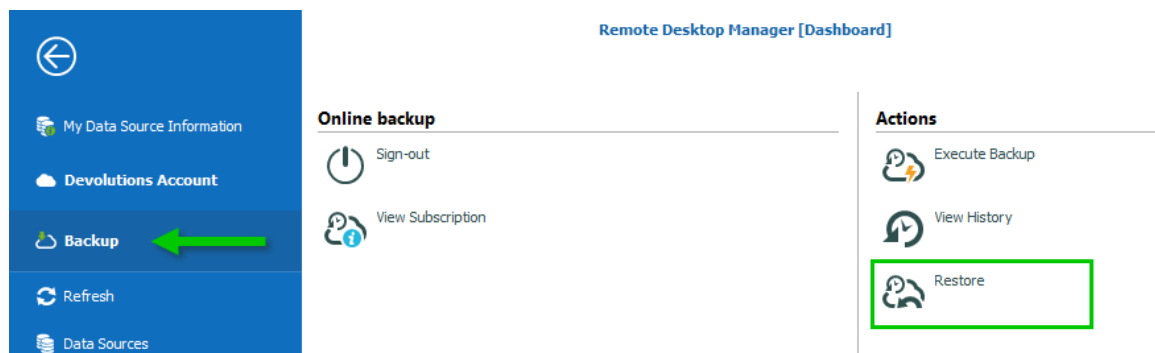 Remote Desktop Manager [Dashboard]
My Data Source Information
Devolutions Account
Backup
Refresh
Data Sources
Online backup
Sign-out
View Subscription
Actions
Execute Backup
View History
Restore